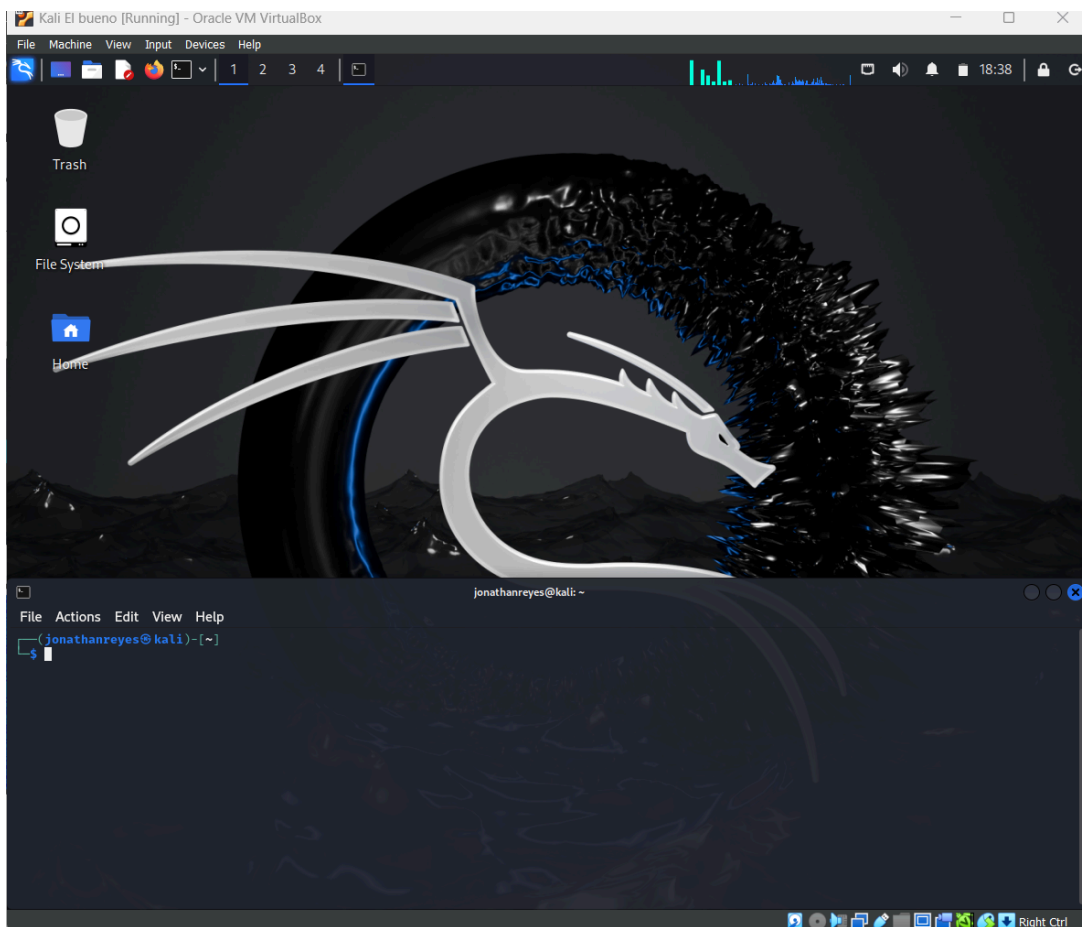 Kali El bueno [Running] - Oracle VM VirtualBox
File Machine View Input Devices Help
1 2 3 4 18:38
Trash
File System
Home
jonathanreyes@kali: ~
File Actions Edit View Help
┌──(jonathanreyes㉿kali)-[~]
└─$
Right Ctrl